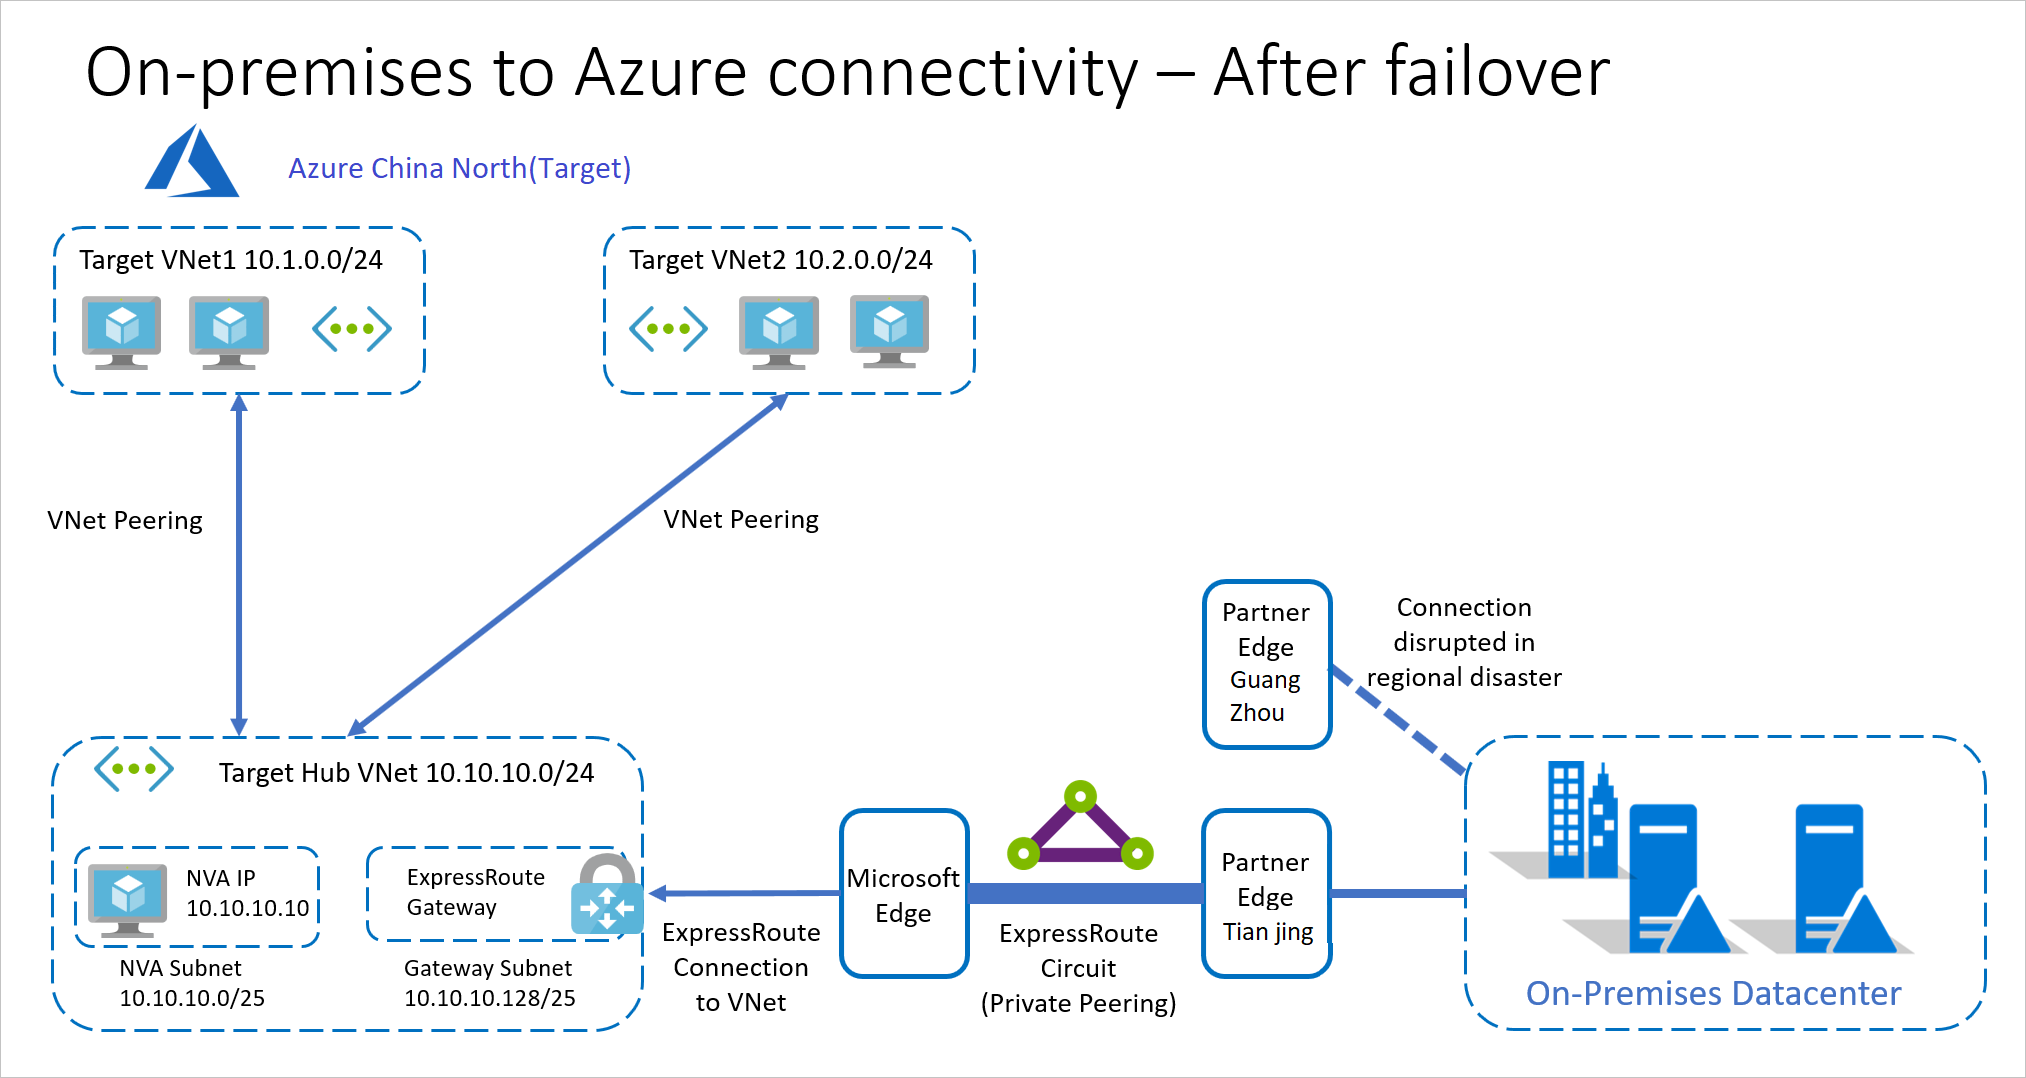 On-premises to Azure connectivity – After failover
Azure China North(Target)
Target VNet1 10.1.0.0/24
Target VNet2 10.2.0.0/24
VNet Peering
VNet Peering
Partner
Edge
Guang
Zhou
Connection
disrupted in
regional disaster
Target Hub VNet 10.10.10.0/24
NVA IP
10.10.10.10
NVA Subnet
10.10.10.0/25
ExpressRoute
Gateway
Gateway Subnet
10.10.10.128/25
ExpressRoute
Connection
to VNet
Microsoft
Edge
ExpressRoute
Circuit
(Private Peering)
Partner
Edge
Tian jing
On-Premises Datacenter